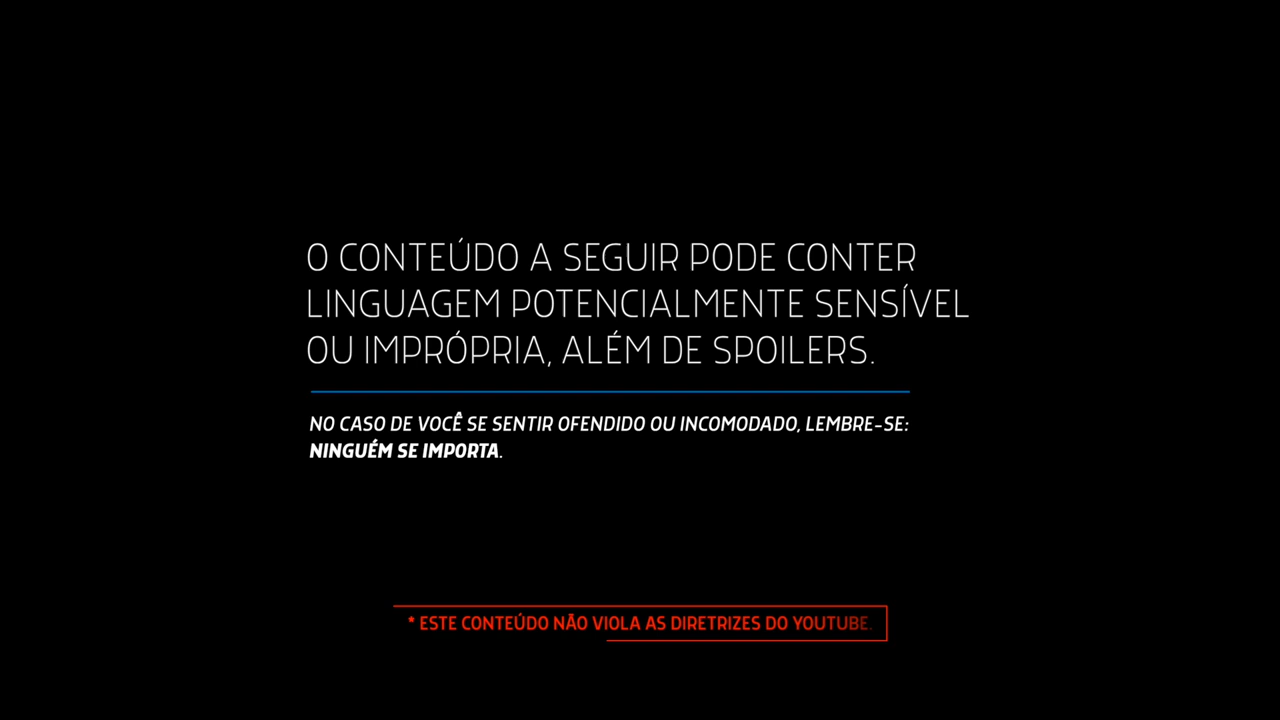 O CONTEÚDO A SEGUIR PODE CONTER
LINGUAGEM POTENCIALMENTE SENSÍVEL
OU IMPRÓPRIA, ALÉM DE SPOILERS.
NO CASO DE VOCÊ SE SENTIR OFENDIDO OU INCOMODADO, LEMBRE-SE:
NINGUÉM SE IMPORTA.
* ESTE CONTEÚDO NÃO VIOLA AS DIRETRIZES DO YOUTUBE.